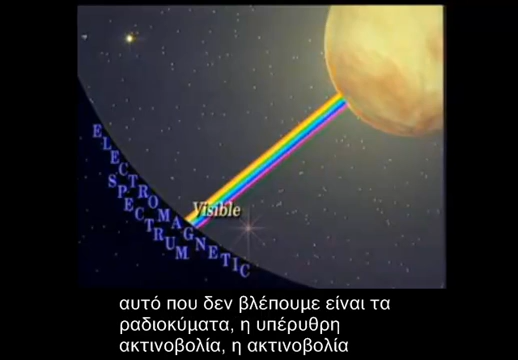 Visible
ELECTROMAGNETIC
SPECTRUM
αυτό που δεν βλέπουμε είναι τα
ραδιοκύματα, η υπέρυθρη
ακτινοβολία, η ακτινοβολία